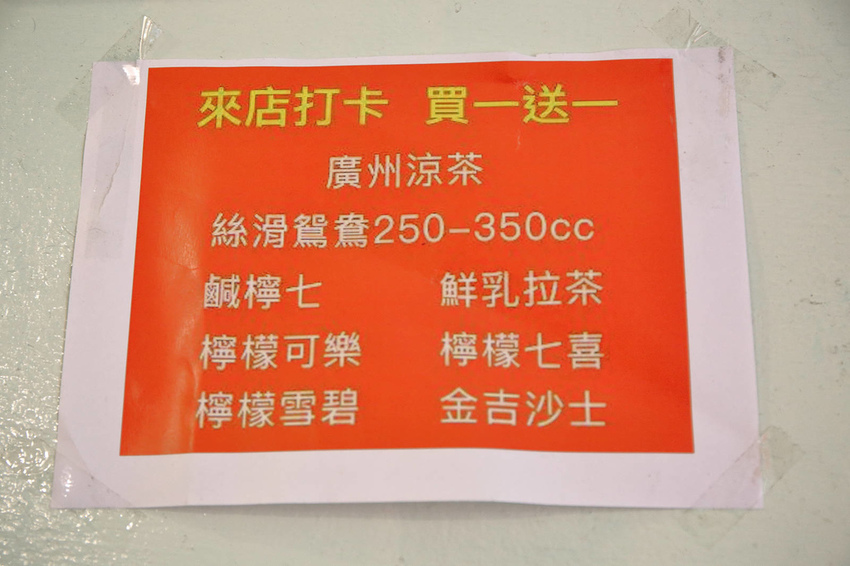 來店打卡 買一送一
廣州涼茶
絲滑鴛鴦250-350cc
鹹檸七 鮮乳拉茶
檸檬可樂 檸檬七喜
檸檬雪碧 金吉沙士